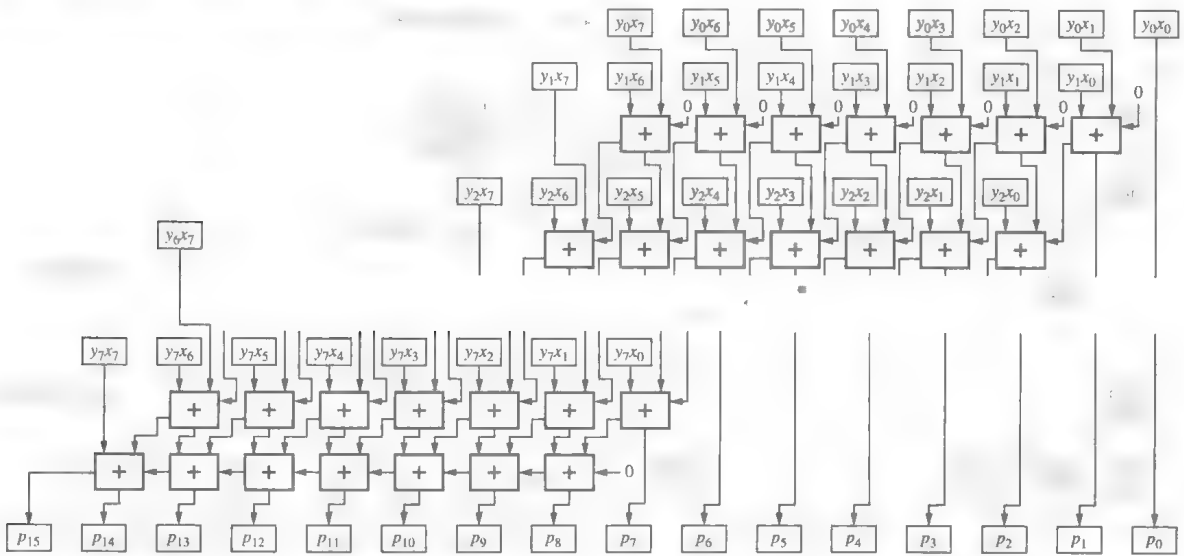 y₀x₇ y₀x₆ y₀x₅ y₀x₄ y₀x₃ y₀x₂ y₀x₁ y₀x₀
y₁x₇ y₁x₆ y₁x₅ y₁x₄ y₁x₃ y₁x₂ y₁x₁ y₁x₀
0 0 0 0 0 0 0
+ + + + + + +
y₂x₇ y₂x₆ y₂x₅ y₂x₄ y₂x₃ y₂x₂ y₂x₁ y₂x₀
+ + + + + + +
y₆x₇
y₇x₇ y₇x₆ y₇x₅ y₇x₄ y₇x₃ y₇x₂ y₇x₁ y₇x₀
+ + + + + + +
+ + + + + + + 0
p₁₅ p₁₄ p₁₃ p₁₂ p₁₁ p₁₀ p₉ p₈ p₇ p₆ p₅ p₄ p₃ p₂ p₁ p₀